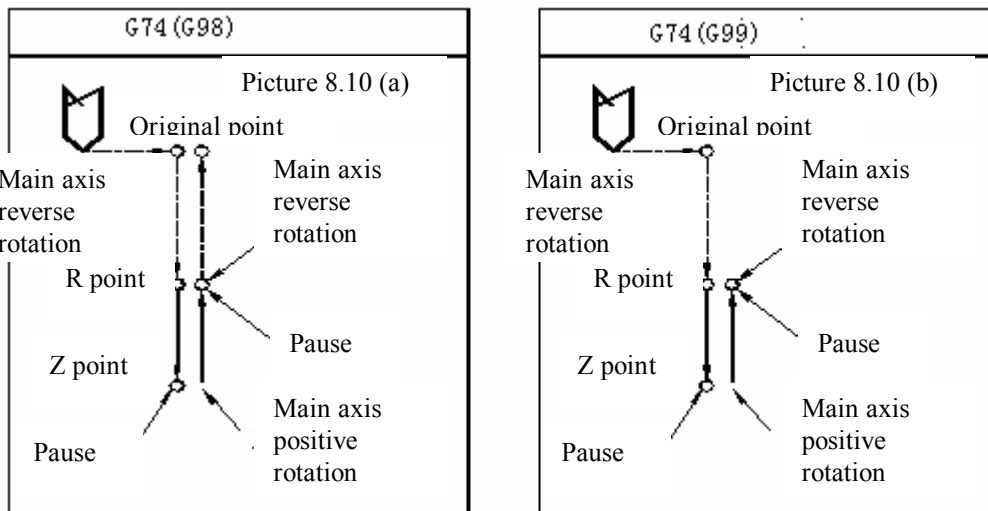 G74(G98)
Picture 8.10 (a)
Original point
Main axis
reverse
rotation
Main axis
reverse
rotation
R point
Pause
Z point
Main axis
positive
rotation
Pause
G74(G99)
Picture 8.10 (b)
Original point
Main axis
reverse
rotation
Main axis
reverse
rotation
R point
Pause
Z point
Main axis
positive
rotation
Pause